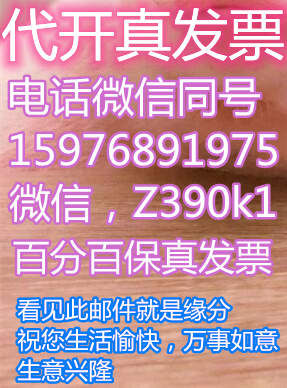 代开真发票
电话微信同号
15976891975
微信，Z390k1
百分百保真发票
看见此邮件就是缘分
祝您生活愉快，万事如意
生意兴隆